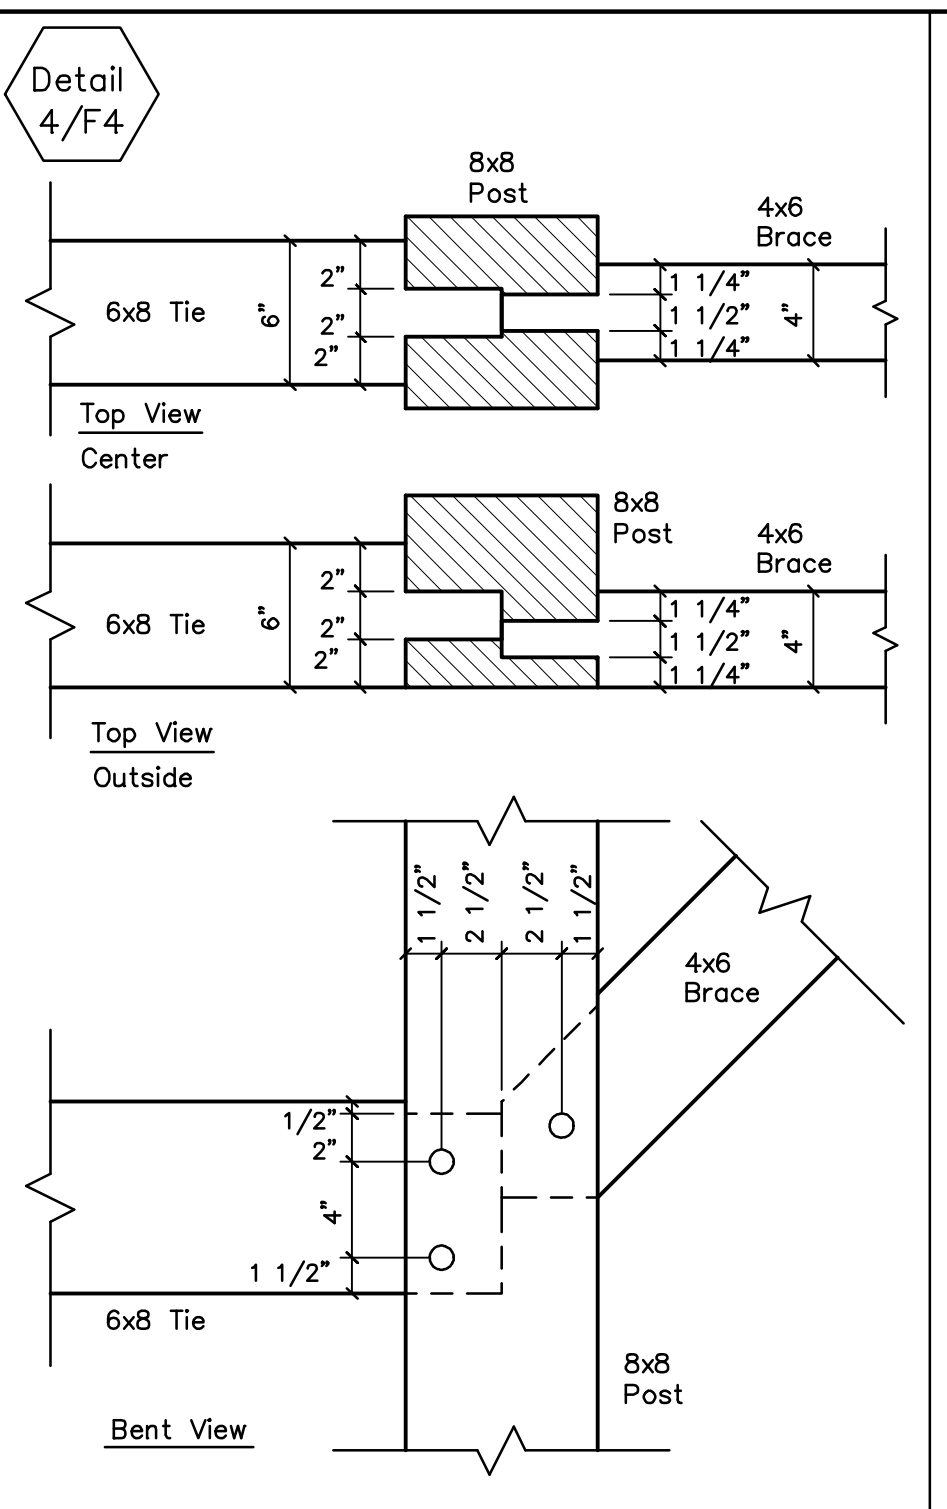 Detail
4/F4
8x8
Post
4x6
Brace
2"
1 1/4"
6x8 Tie
6"
2"
1 1/2"
4"
2"
1 1/4"
Top View
Center
8x8
Post
4x6
Brace
2"
1 1/4"
6x8 Tie
6"
2"
1 1/2"
4"
2"
1 1/4"
Top View
Outside
1 1/2"
2 1/2"
2 1/2"
1 1/2"
4x6
Brace
1/2"
2"
4"
1 1/2"
6x8 Tie
8x8
Post
Bent View